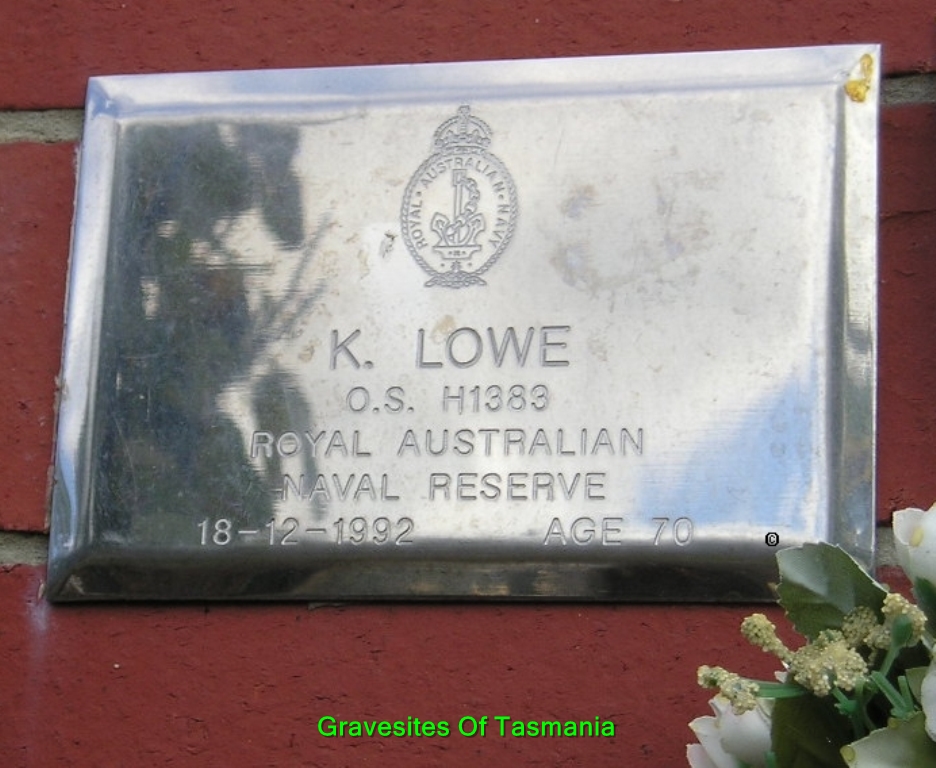 ROYAL · AUSTRALIAN · NAVY
K. LOWE
O.S. H1383
ROYAL AUSTRALIAN
NAVAL RESERVE
18-12-1992 AGE 70
©
Gravesites Of Tasmania